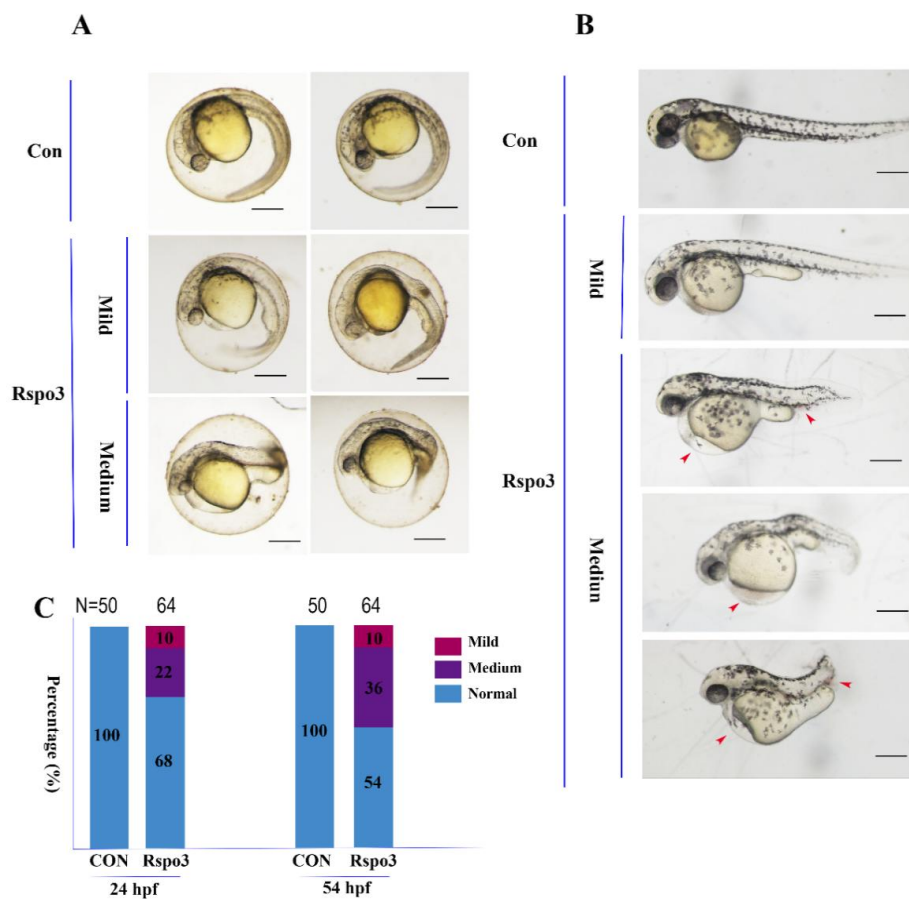 A
B
Con
Con
Mild
Mild
Rspo3
Rspo3
Medium
Mediun
C
N=50
64
50
64
10
10
Mild
Medium
Normal
22
36
100
100
68
54
Percentage (%)
CON
Rspo3
CON
Rspo3
24 hpf
54 hpf